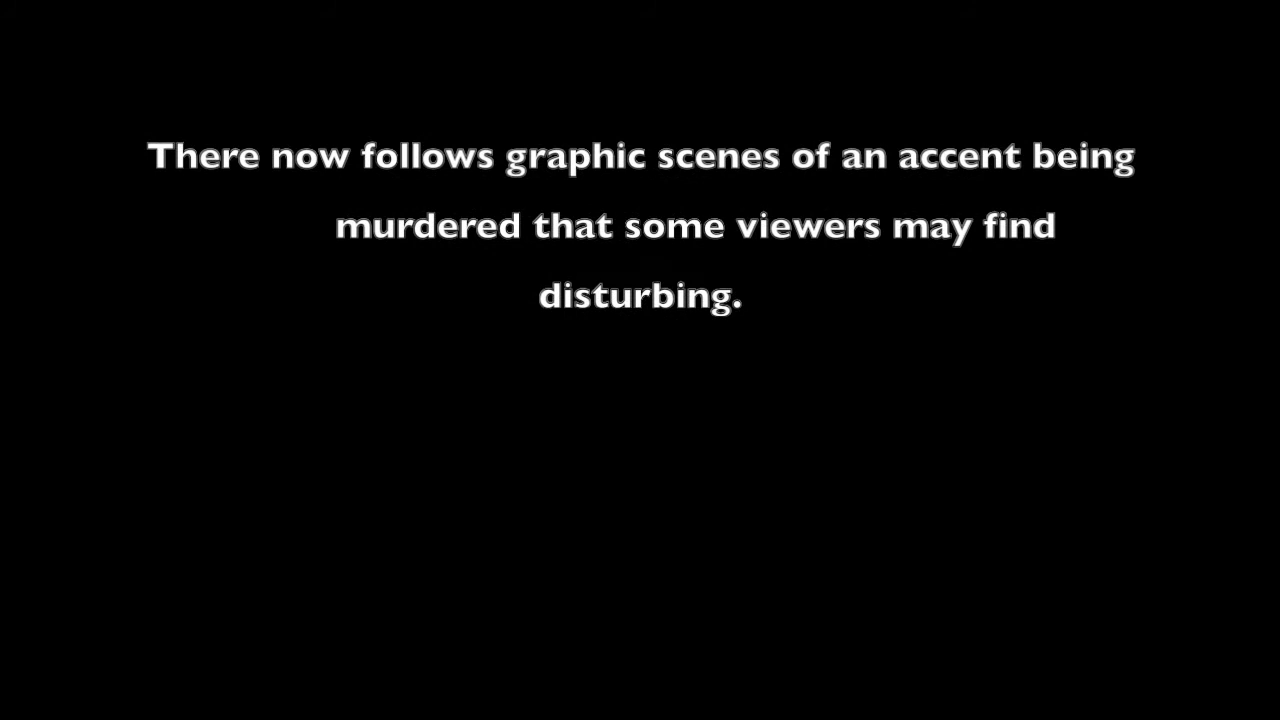 There now follows graphic scenes of an accent being
murdered that some viewers may find
disturbing.